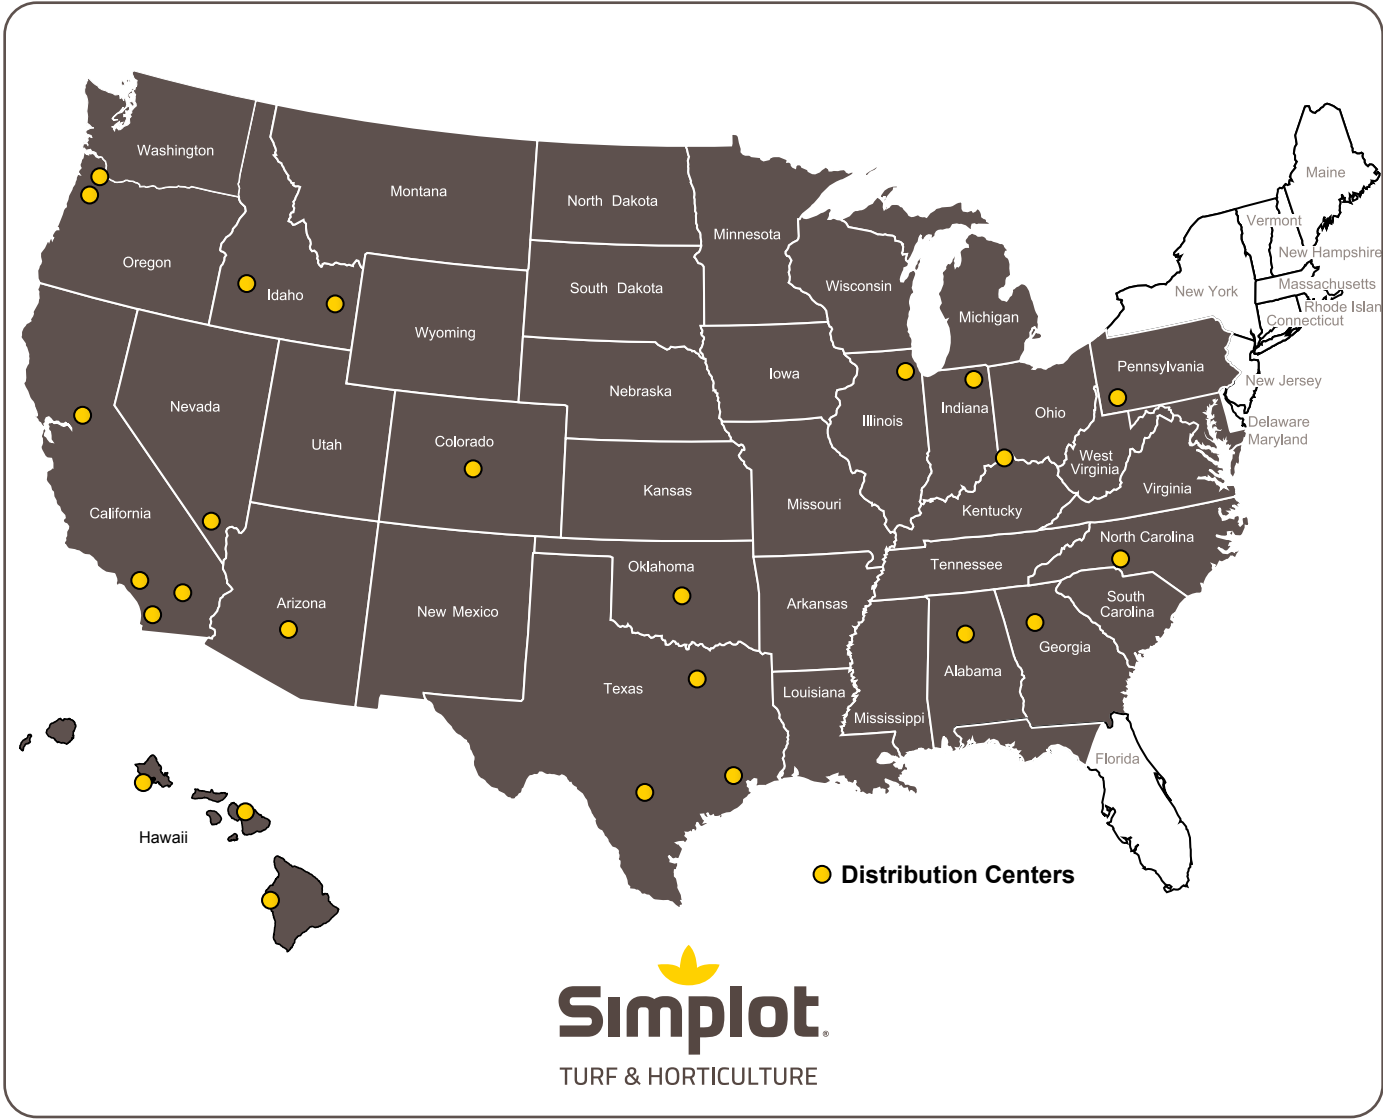 Washington
Montana
North Dakota
Minnesota
Maine
Vermont
New Hampshire
Oregon
Idaho
South Dakota
Wisconsin
Michigan
New York
Massachusetts
Rhode Islan
Connecticut
Wyoming
Nebraska
Iowa
Illinois
Indiana
Ohio
Pennsylvania
New Jersey
Delaware
Maryland
Nevada
Utah
Colorado
Kansas
Missouri
West
Virginia
Virginia
Kentucky
California
Arizona
New Mexico
Oklahoma
Arkansas
Tennessee
North Carolina
South
Carolina
Texas
Louisiana
Mississippi
Alabama
Georgia
Florida
Hawaii
Distribution Centers
Simplot®
TURF & HORTICULTURE